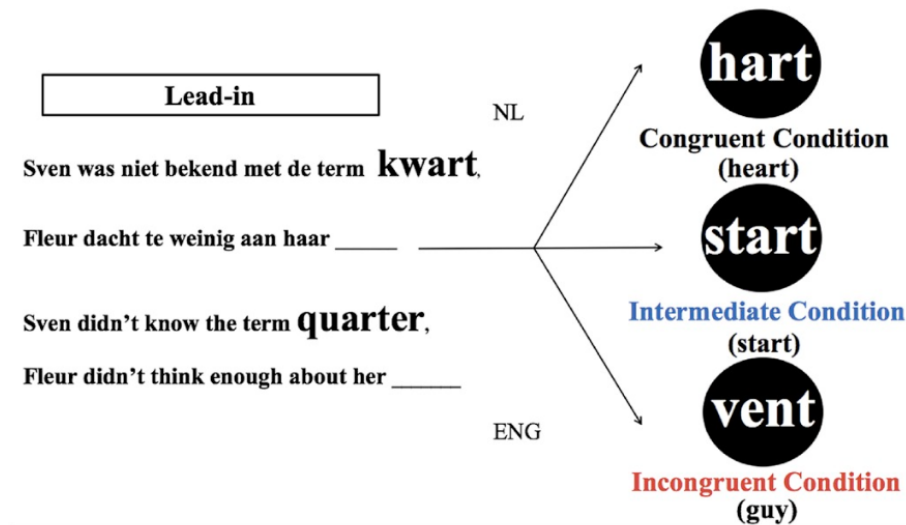 Lead-in
NL
Sven was niet bekend met de term kwart,
Fleur dacht te weinig aan haar _____
Sven didn’t know the term quarter,
Fleur didn’t think enough about her ______
ENG
hart
Congruent Condition
(heart)
start
Intermediate Condition
(start)
vent
Incongruent Condition
(guy)